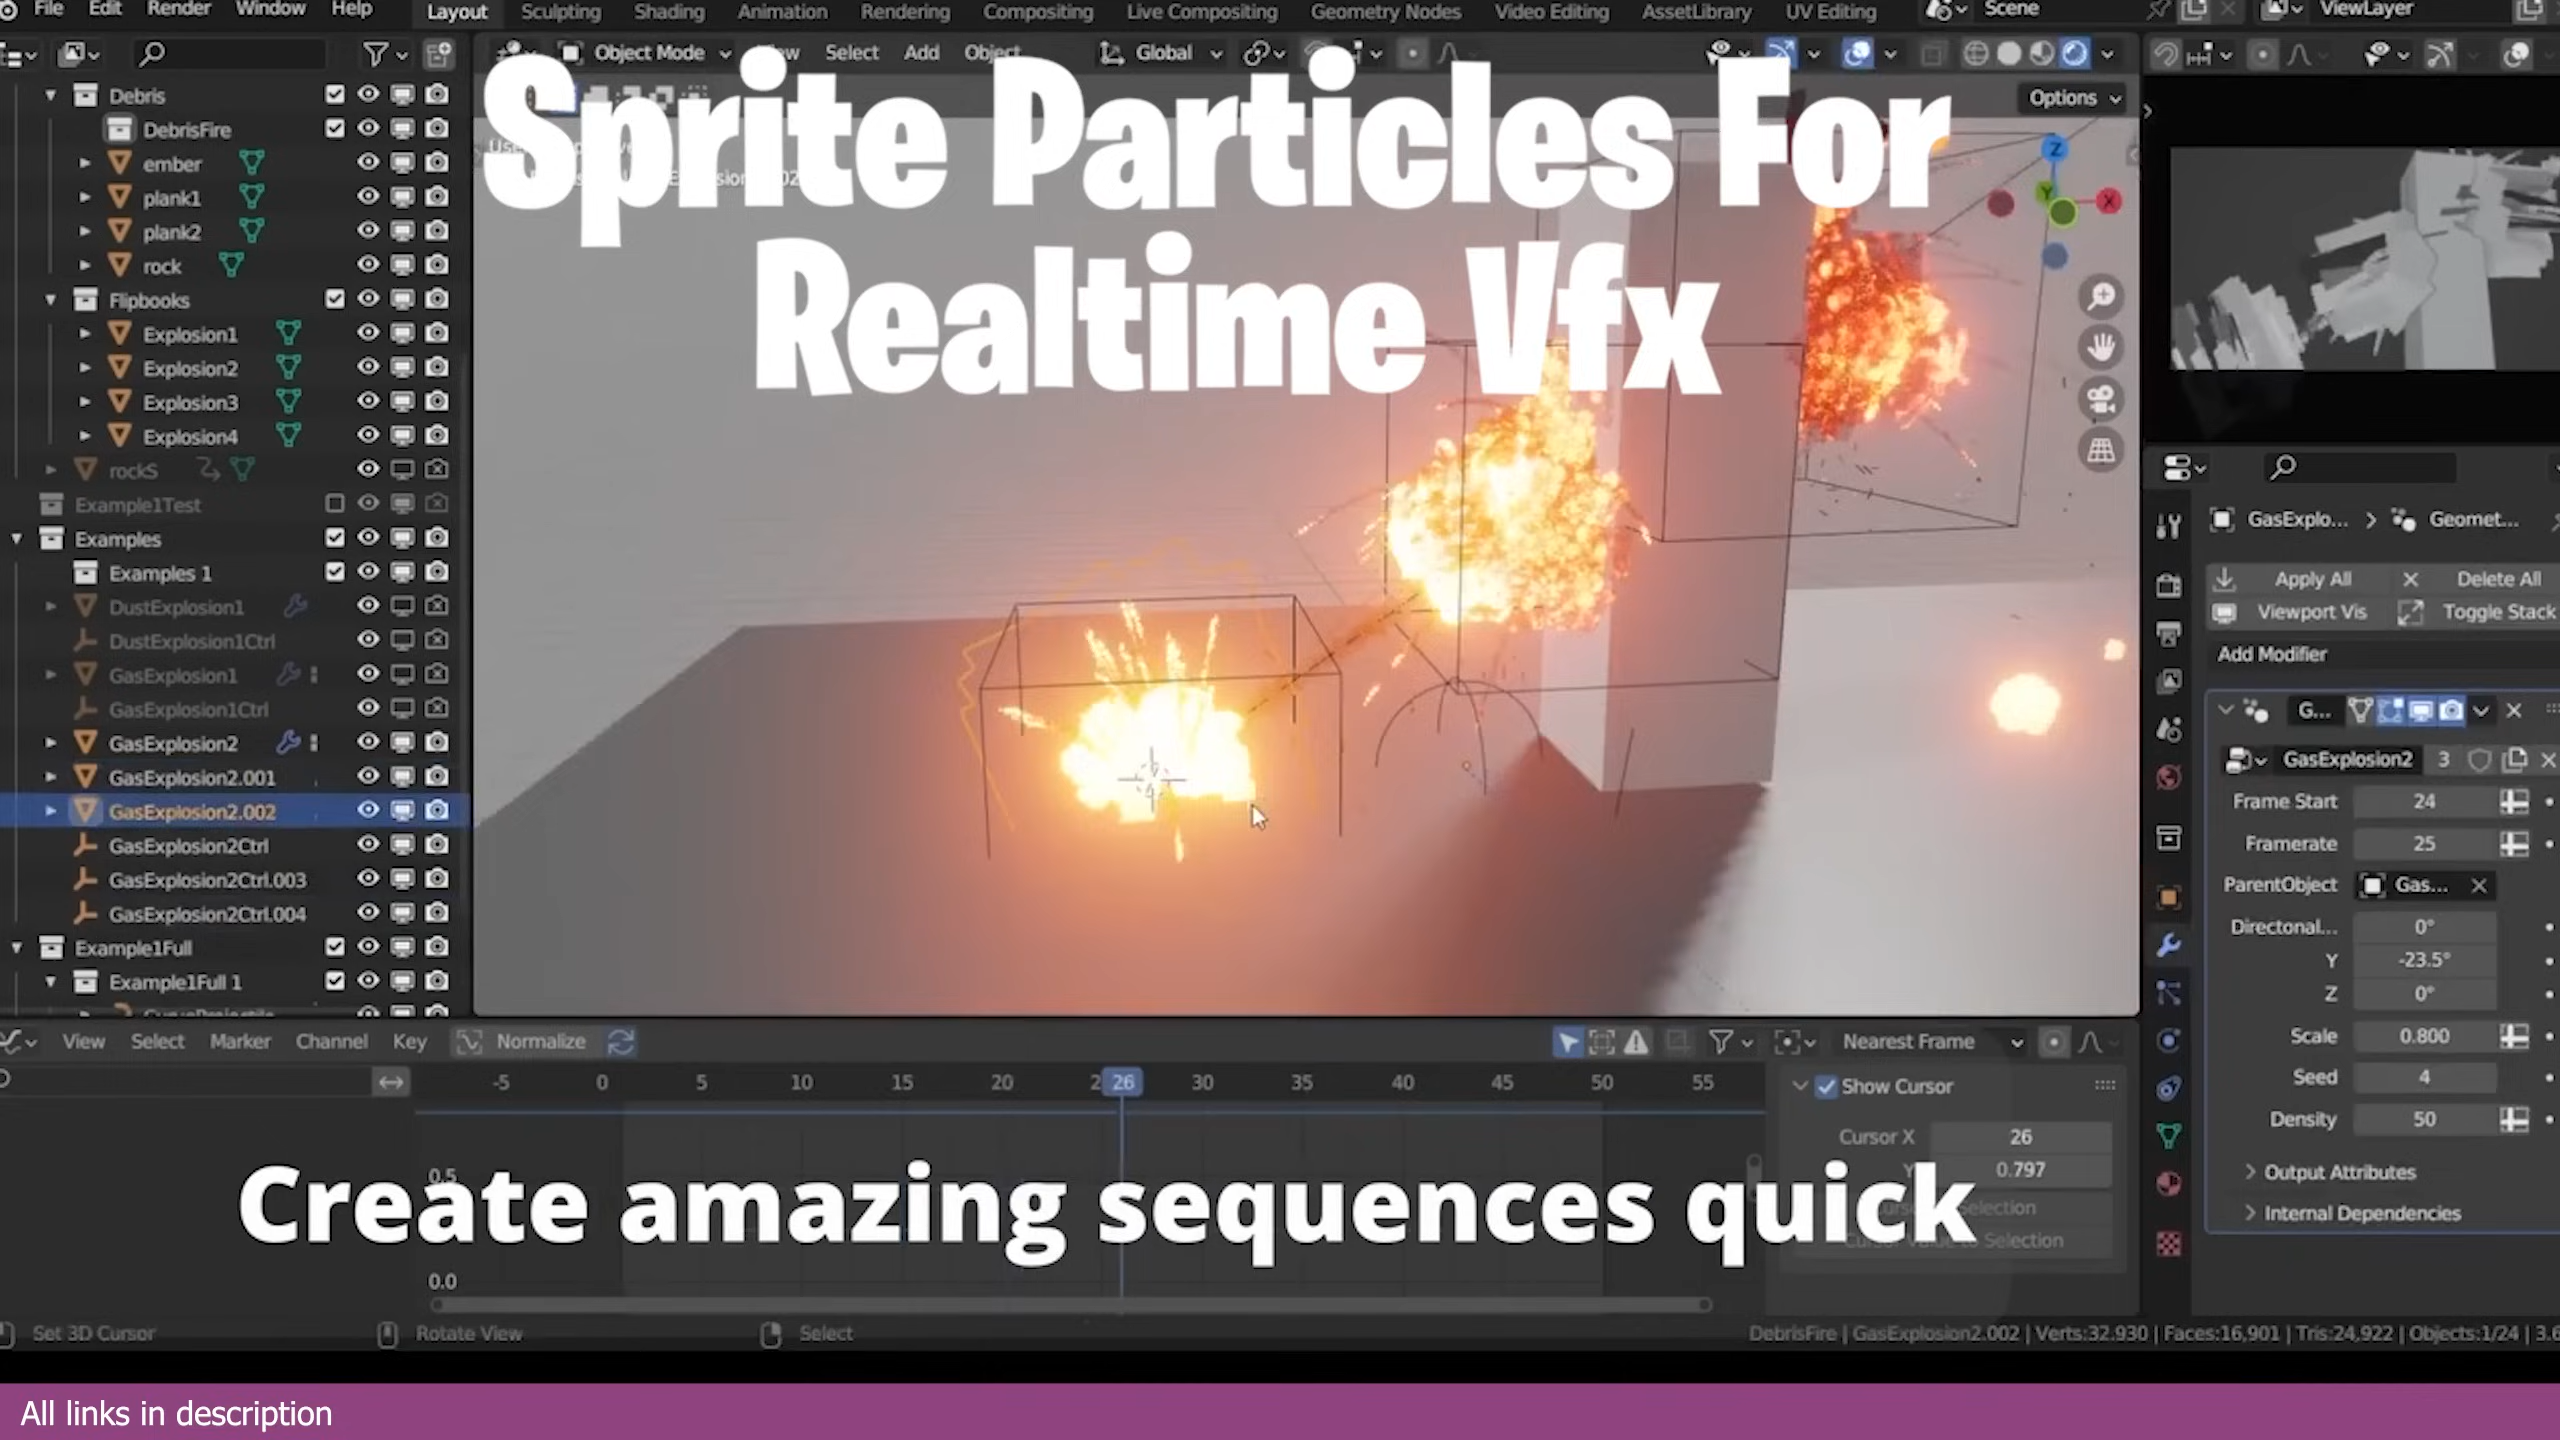 File Edit Render Window Help Layout Sculpting Shading Animation Rendering Compositing Live Compositing Geometry Nodes Video Editing AssetLibrary UV Editing Scene ViewLayer
Object Mode Select Add Object Global
Options
Sprite Particles For
Realtime Vfx
Debris
DebrisFire
ember
plank1
plank2
rock
Flipbooks
Explosion1
Explosion2
Explosion3
Explosion4
rockS
Example1Test
Examples
Examples 1
DustExplosion1
DustExplosion1Ctrl
GasExplosion1
GasExplosion1Ctrl
GasExplosion2
GasExplosion2.001
GasExplosion2.002
GasExplosion2Ctrl
GasExplosion2Ctrl.003
GasExplosion2Ctrl.004
Example1Full
Example1Full 1
Z
Y
X
GasExplo... Geomet...
Apply All Delete All
Viewport Vis Toggle Stack
Add Modifier
G...
GasExplosion2 3
Frame Start 24
Framerate 25
ParentObject Gas...
Directonal... 0°
Y -23.5°
Z 0°
Scale 0.800
Seed 4
Density 50
Output Attributes
Internal Dependencies
View Select Marker Channel Key Normalize Nearest Frame
-5 0 5 10 15 20 26 30 35 40 45 50 55
Show Cursor
Cursor X 26
Y 0.797
0.5
Create amazing sequences quick
0.0
Set 3D Cursor Rotate View Select DebrisFire | GasExplosion2.002 | Verts:32.930 | Faces:16,901 | Tris:24,922 | Objects:1/24 | 3.6
All links in description